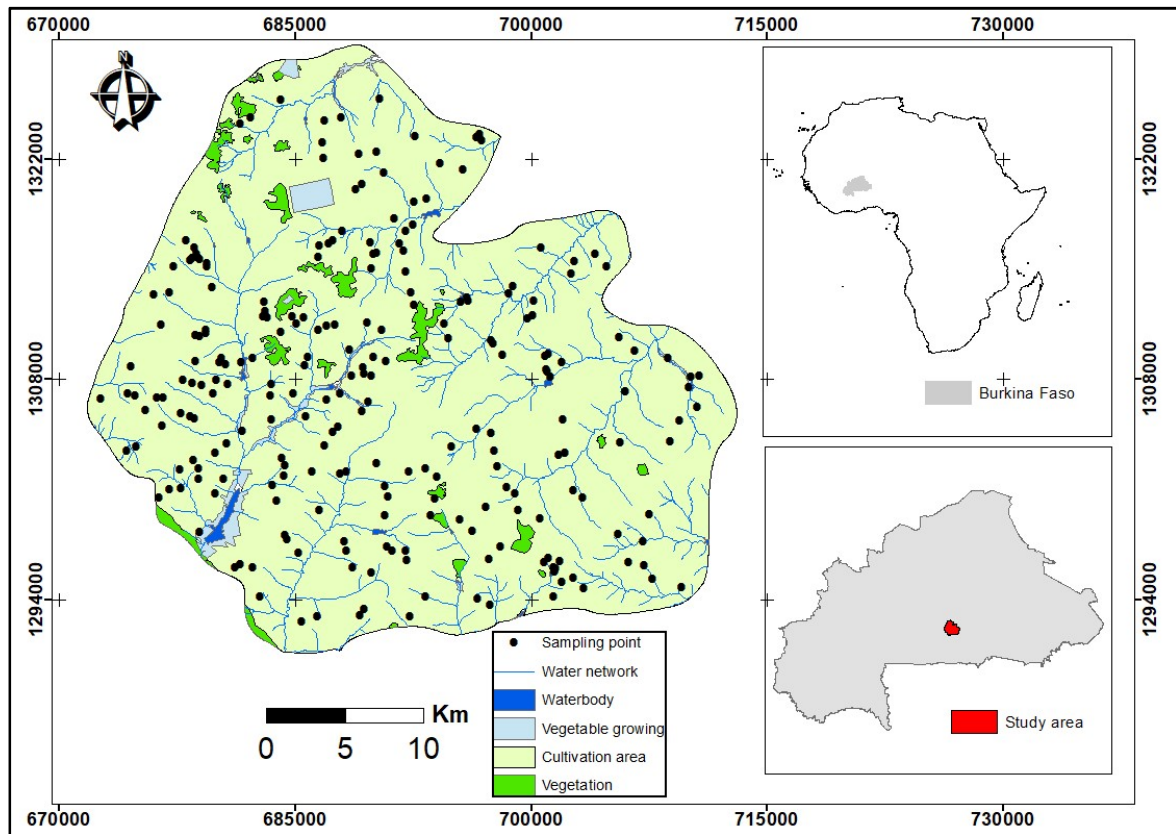 670000 685000 700000 715000 730000
N
1322000 1322000
Burkina Faso
1308000 1308000
1294000 1294000
Sampling point
Water network
Waterbody
Vegetable growing
Cultivation area
Vegetation
Km
0 5 10
Study area
670000 685000 700000 715000 730000